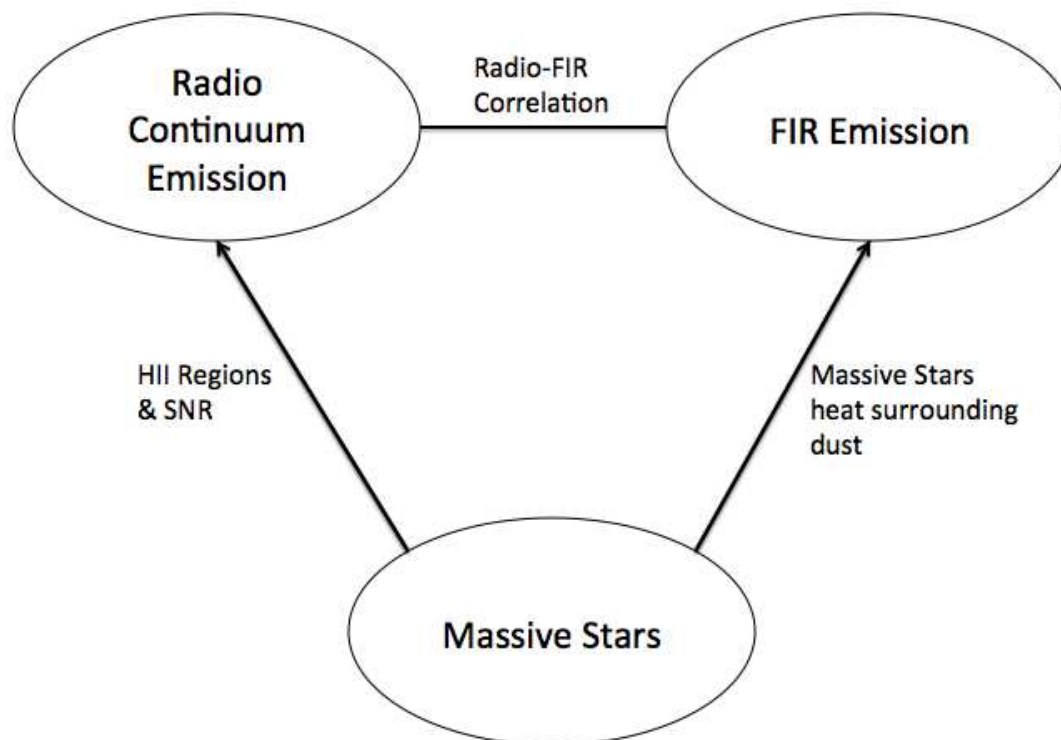 Radio
Continuum
Emission
Radio-FIR
Correlation
FIR Emission
HII Regions
& SNR
Massive Stars
heat surrounding
dust
Massive Stars